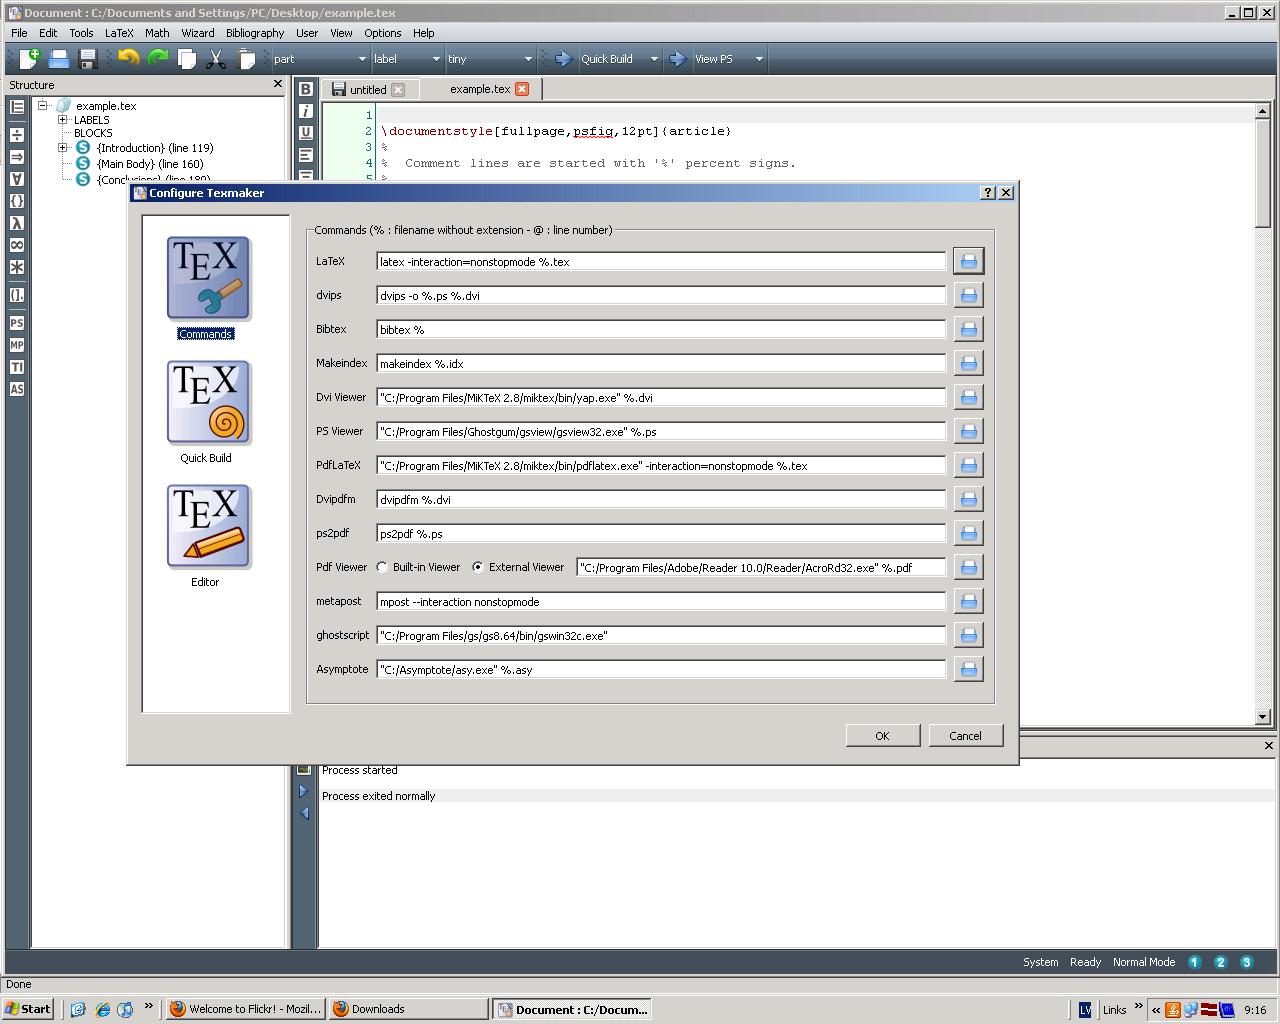 Document : C:/Documents and Settings/PC/Desktop/example.tex
File Edit Tools LaTeX Math Wizard Bibliography User View Options Help
part label tiny Quick Build View PS
Structure
untitled example.tex
example.tex
LABELS
BLOCKS
{Introduction} (line 119)
{Main Body} (line 160)
{Conclusions} (line 180)
1
2 \documentstyle[fullpage,psfig,12pt]{article}
3 %
4 % Comment lines are started with '%' percent signs.
5 %
B
i
U
PS
MP
TI
AS
Configure Texmaker
TEX
Commands
TEX
Quick Build
TEX
Editor
Commands (% : filename without extension - @ : line number)
LaTeX latex -interaction=nonstopmode %.tex
dvips dvips -o %.ps %.dvi
Bibtex bibtex %
Makeindex makeindex %.idx
Dvi Viewer "C:/Program Files/MiKTeX 2.8/miktex/bin/yap.exe" %.dvi
PS Viewer "C:/Program Files/Ghostgum/gsview/gsview32.exe" %.ps
PdfLaTeX "C:/Program Files/MiKTeX 2.8/miktex/bin/pdflatex.exe" -interaction=nonstopmode %.tex
Dvipdfm dvipdfm %.dvi
ps2pdf ps2pdf %.ps
Pdf Viewer Built-in Viewer External Viewer "C:/Program Files/Adobe/Reader 10.0/Reader/AcroRd32.exe" %.pdf
metapost mpost --interaction nonstopmode
ghostscript "C:/Program Files/gs/gs8.64/bin/gswin32c.exe"
Asymptote "C:/Asymptote/asy.exe" %.asy
OK Cancel
Process started
Process exited normally
System Ready Normal Mode 1 2 3
Done
Start Welcome to Flickr! - Mozil... Downloads Document : C:/Docum... LV Links 9:16